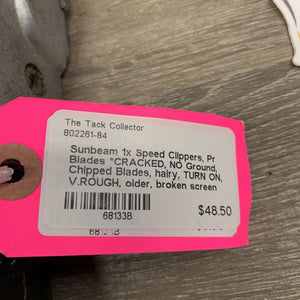 The Tack Collector
802261-84
Sunbeam 1x Speed Clippers, Pr
Blades *CRACKED, NO Ground,
Chipped Blades, hairy, TURN ON,
V.ROUGH, older, broken screen
68133B
$48.50